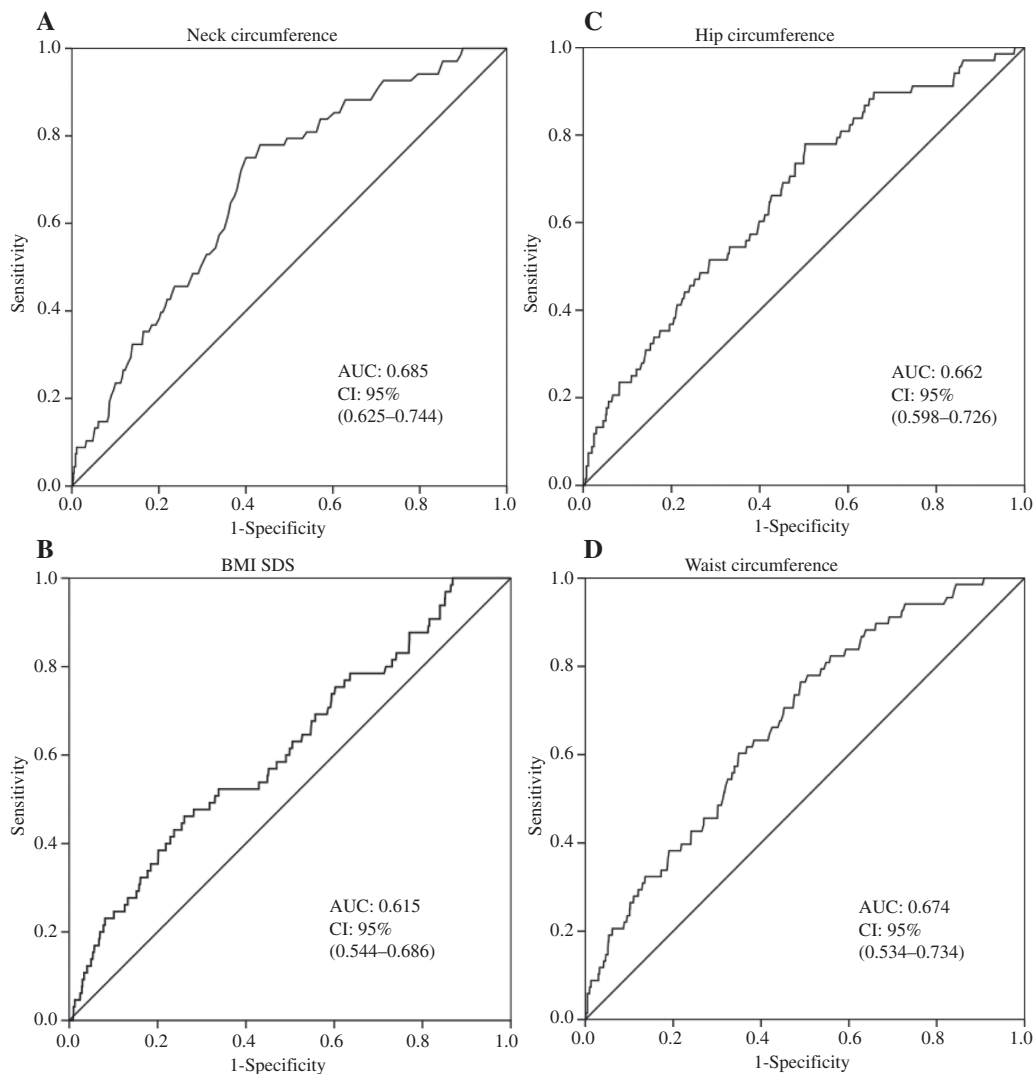 A
Neck circumference
1.0
0.8
0.6
0.4
0.2
0.0
Sensitivity
AUC: 0.685
CI: 95%
(0.625–0.744)
0.0 0.2 0.4 0.6 0.8 1.0
1-Specificity
C
Hip circumference
1.0
0.8
0.6
0.4
0.2
0.0
Sensitivity
AUC: 0.662
CI: 95%
(0.598–0.726)
0.0 0.2 0.4 0.6 0.8 1.0
1-Specificity
B
BMI SDS
1.0
0.8
0.6
0.4
0.2
0.0
Sensitivity
AUC: 0.615
CI: 95%
(0.544–0.686)
0.0 0.2 0.4 0.6 0.8 1.0
1-Specificity
D
Waist circumference
1.0
0.8
0.6
0.4
0.2
0.0
Sensitivity
AUC: 0.674
CI: 95%
(0.534–0.734)
0.0 0.2 0.4 0.6 0.8 1.0
1-Specificity